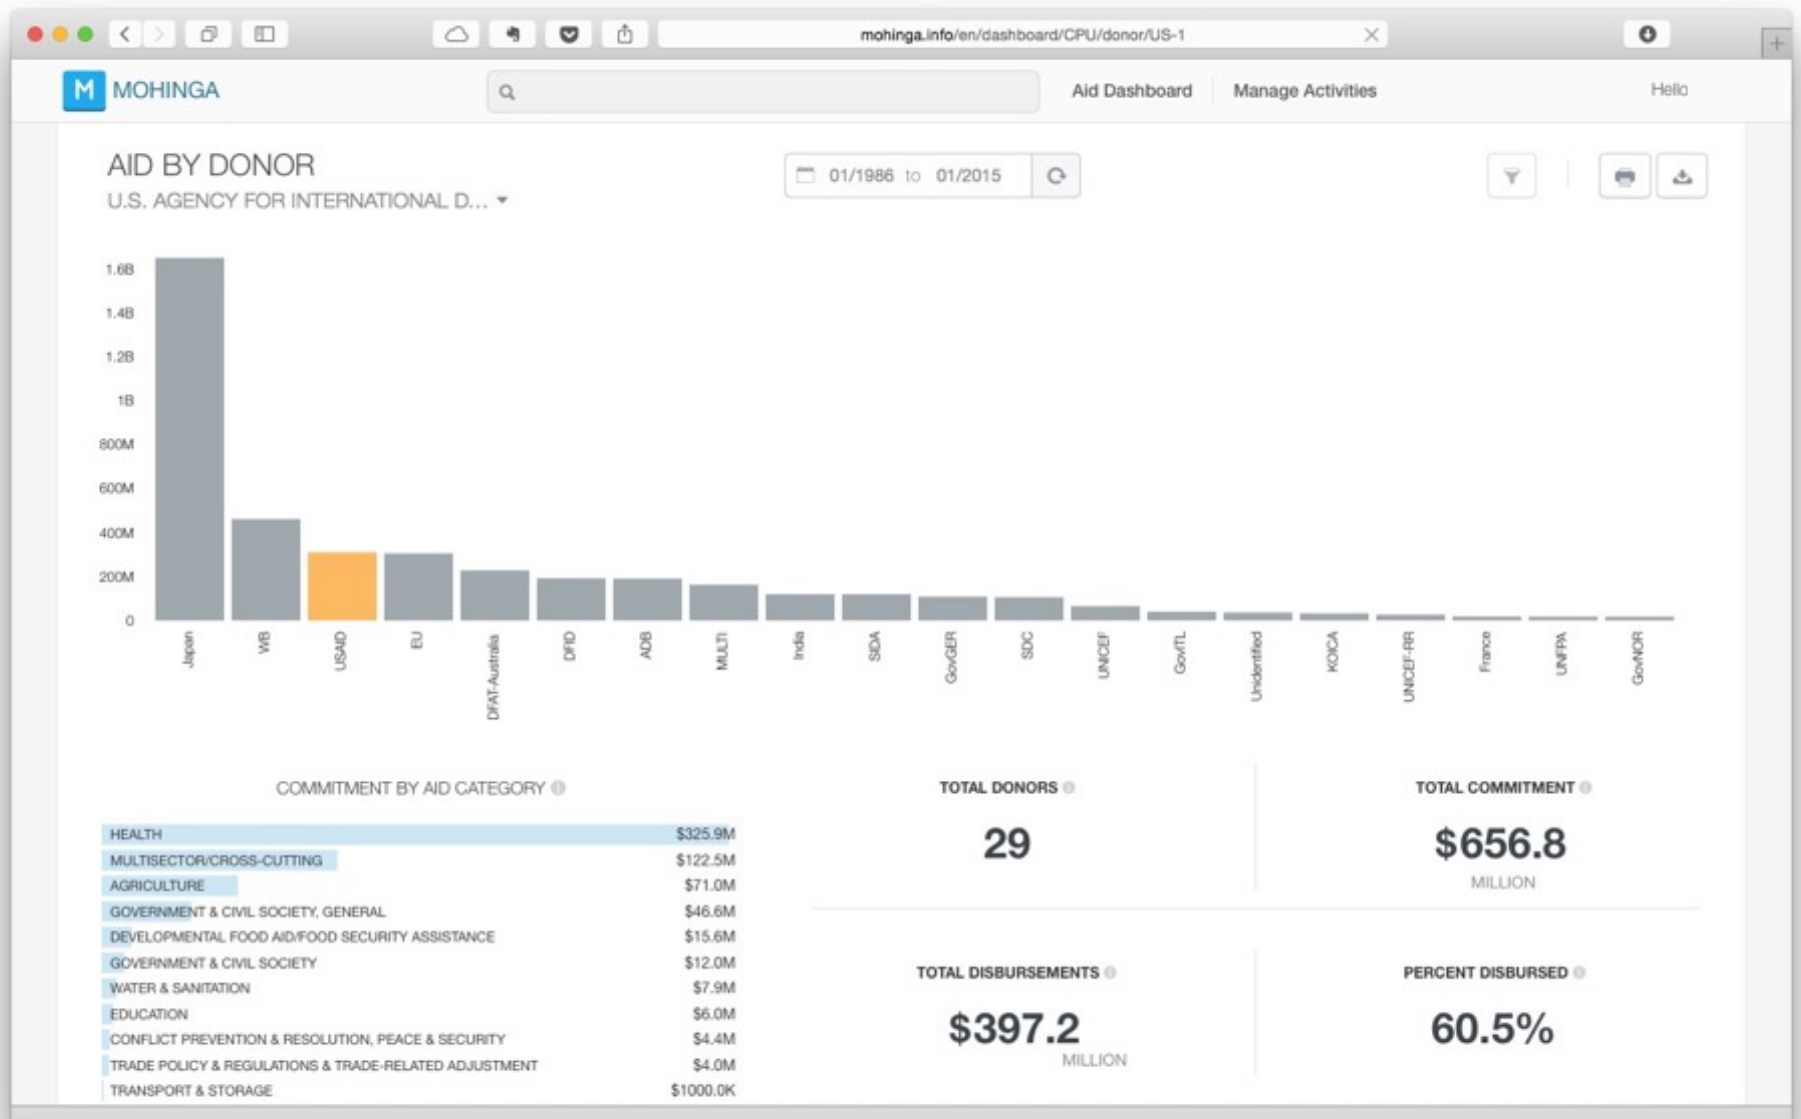 mohinga.info/en/dashboard/CPU/donor/US-1
M MOHINGA
Aid Dashboard
Manage Activities
Hello
AID BY DONOR
U.S. AGENCY FOR INTERNATIONAL D...
01/1986 to 01/2015
1.6B
1.4B
1.2B
1B
800M
600M
400M
200M
0
Japan
WB
USAID
EU
DFAT-Australia
DFID
ADB
MULTI
India
SIDA
GovGER
SDC
UNICEF
GovITL
Unidentified
KOICA
UNICEF-RR
France
UNFPA
GovNOR
COMMITMENT BY AID CATEGORY
HEALTH $325.9M
MULTISECTOR/CROSS-CUTTING $122.5M
AGRICULTURE $71.0M
GOVERNMENT & CIVIL SOCIETY, GENERAL $46.6M
DEVELOPMENTAL FOOD AID/FOOD SECURITY ASSISTANCE $15.6M
GOVERNMENT & CIVIL SOCIETY $12.0M
WATER & SANITATION $7.9M
EDUCATION $6.0M
CONFLICT PREVENTION & RESOLUTION, PEACE & SECURITY $4.4M
TRADE POLICY & REGULATIONS & TRADE-RELATED ADJUSTMENT $4.0M
TRANSPORT & STORAGE $1000.0K
TOTAL DONORS
29
TOTAL COMMITMENT
$656.8
MILLION
TOTAL DISBURSEMENTS
$397.2
MILLION
PERCENT DISBURSED
60.5%